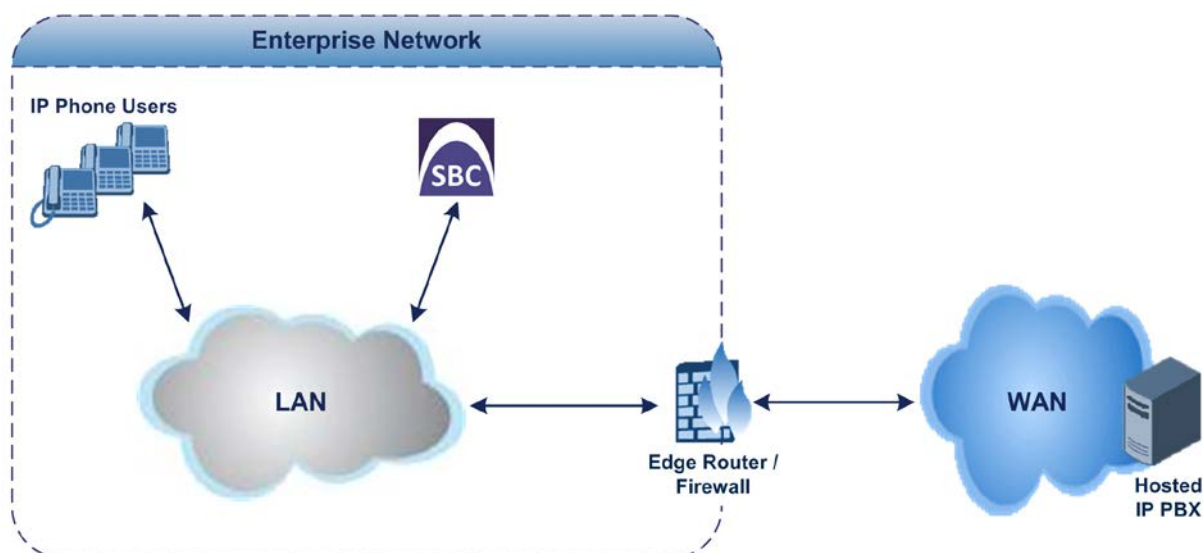 Enterprise Network
IP Phone Users
SBC
LAN
Edge Router /
Firewall
WAN
Hosted
IP PBX